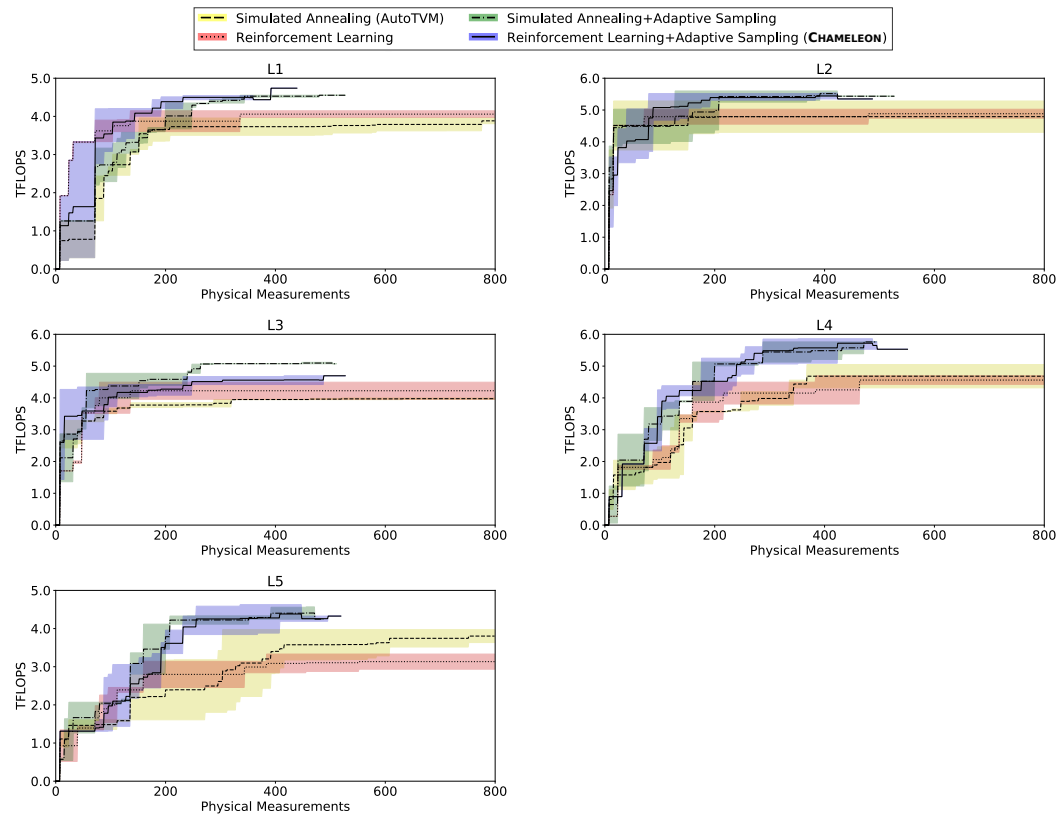 Simulated Annealing (AutoTVM)
Simulated Annealing+Adaptive Sampling
Reinforcement Learning
Reinforcement Learning+Adaptive Sampling (CHAMELEON)
L1
5.0
4.0
3.0
2.0
1.0
0.0
TFLOPS
0 200 400 600 800
Physical Measurements
L2
6.0
5.0
4.0
3.0
2.0
1.0
0.0
TFLOPS
0 200 400 600 800
Physical Measurements
L3
6.0
5.0
4.0
3.0
2.0
1.0
0.0
TFLOPS
0 200 400 600 800
Physical Measurements
L4
6.0
5.0
4.0
3.0
2.0
1.0
0.0
TFLOPS
0 200 400 600 800
Physical Measurements
L5
5.0
4.0
3.0
2.0
1.0
0.0
TFLOPS
0 200 400 600 800
Physical Measurements